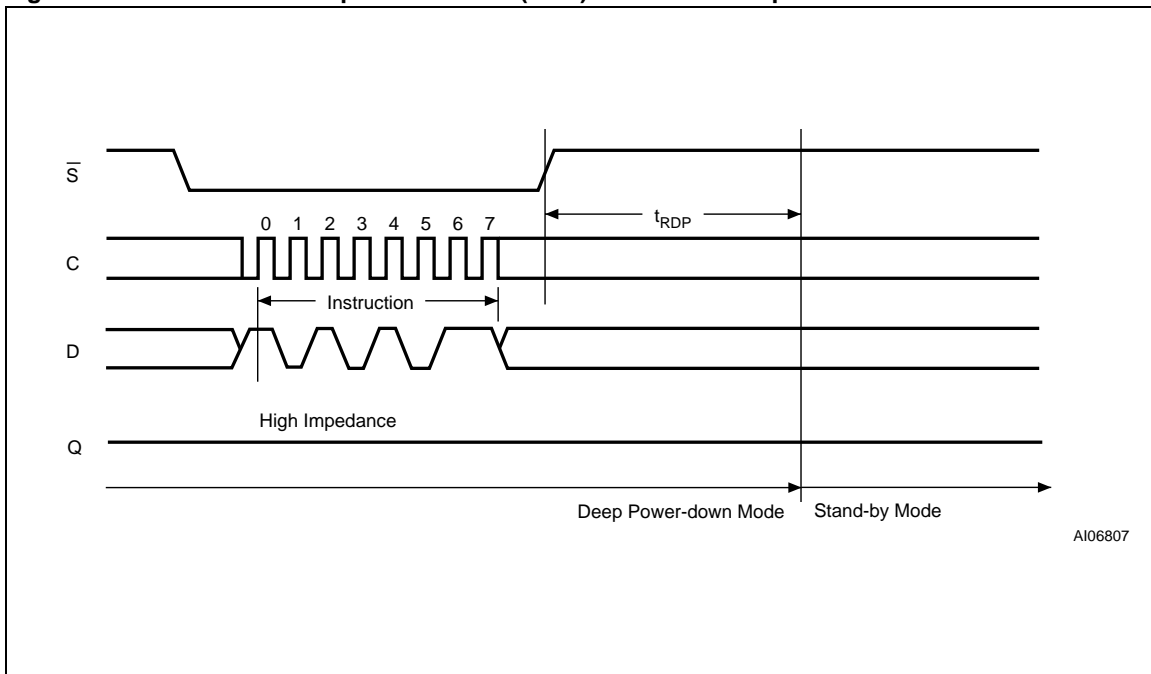 S̅
tRDP
0 1 2 3 4 5 6 7
C
Instruction
D
High Impedance
Q
Deep Power-down Mode Stand-by Mode
AI06807